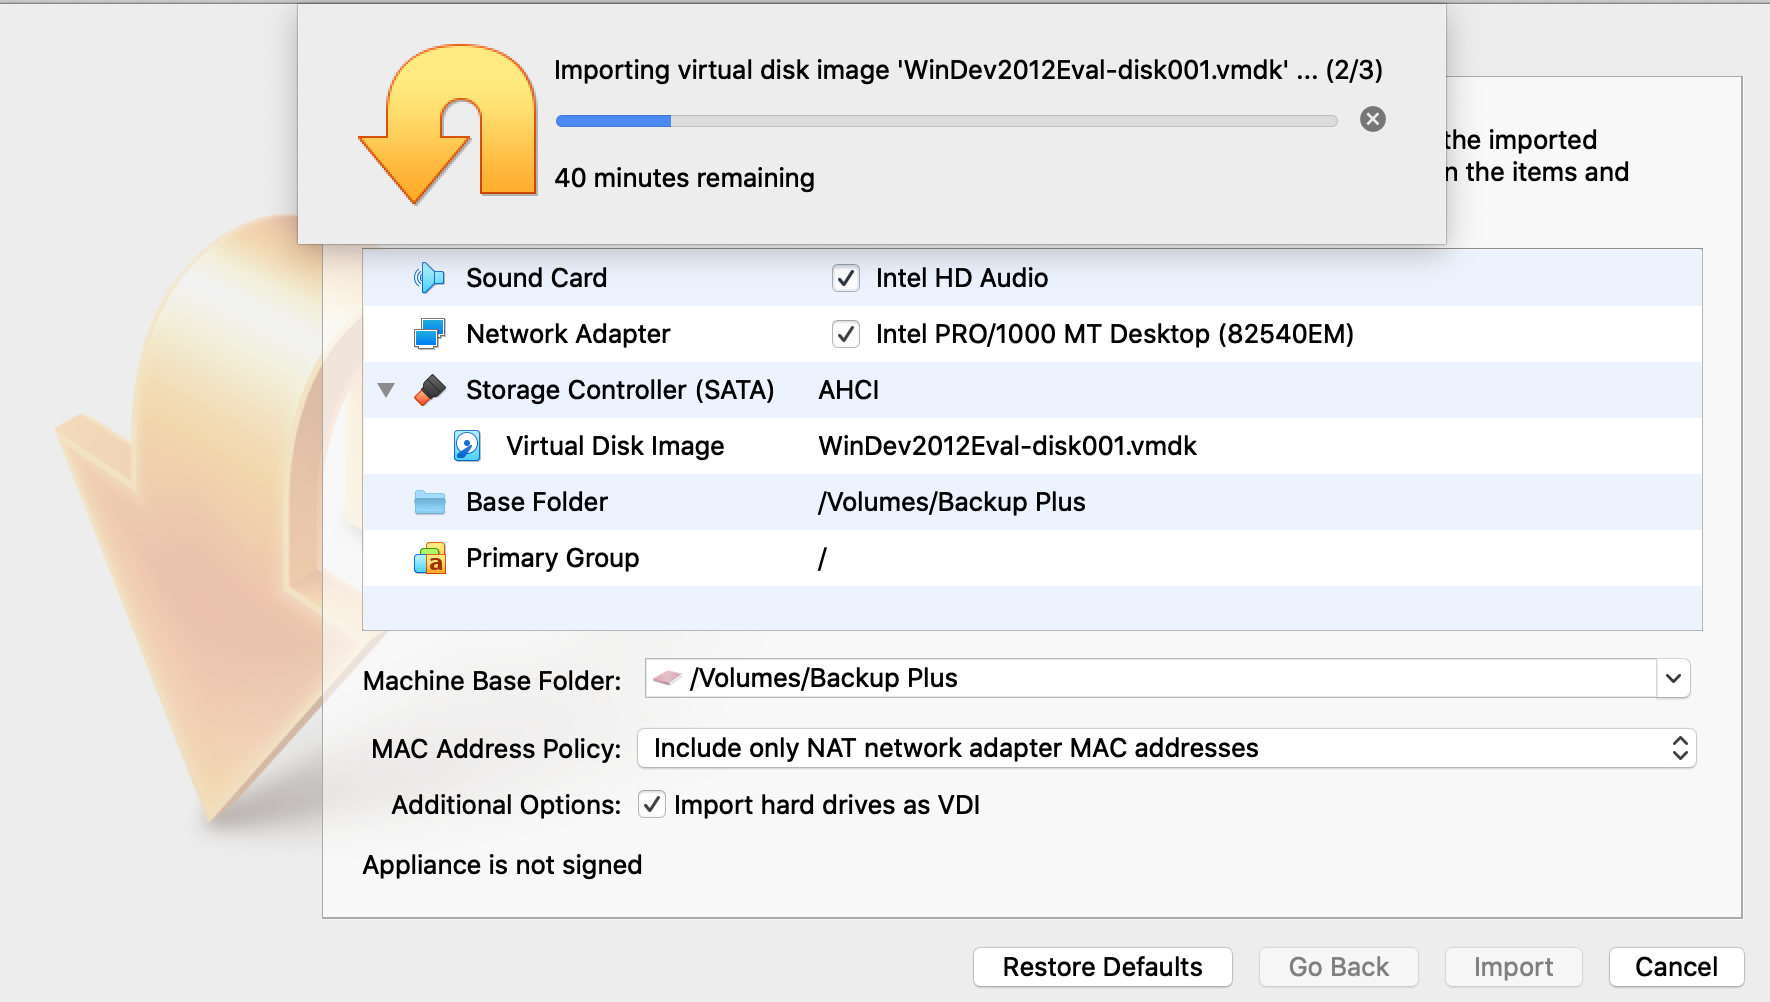 Importing virtual disk image 'WinDev2012Eval-disk001.vmdk' ... (2/3)
40 minutes remaining
the imported
n the items and
Sound Card Intel HD Audio
Network Adapter Intel PRO/1000 MT Desktop (82540EM)
Storage Controller (SATA) AHCI
Virtual Disk Image WinDev2012Eval-disk001.vmdk
Base Folder /Volumes/Backup Plus
Primary Group /
Machine Base Folder: /Volumes/Backup Plus
MAC Address Policy: Include only NAT network adapter MAC addresses
Additional Options: Import hard drives as VDI
Appliance is not signed
Restore Defaults Go Back Import Cancel